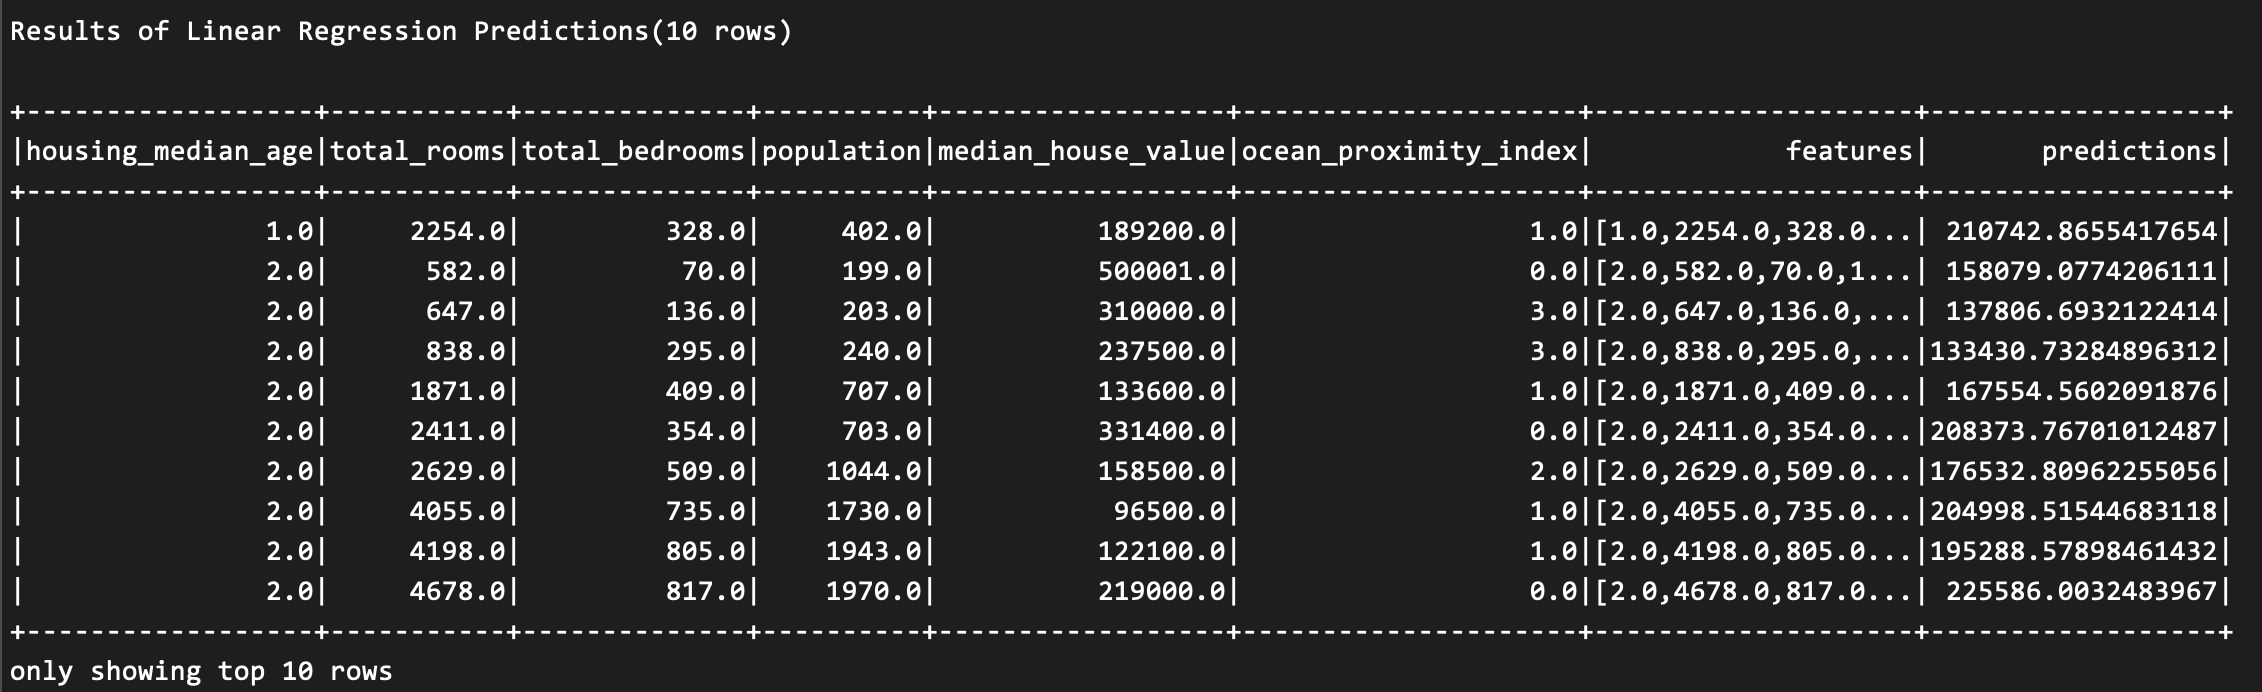 Results of Linear Regression Predictions(10 rows)
+------------------+-----------+--------------+----------+------------------+---------------------+--------------------+------------------+
|housing_median_age|total_rooms|total_bedrooms|population|median_house_value|ocean_proximity_index|            features|       predictions|
+------------------+-----------+--------------+----------+------------------+---------------------+--------------------+------------------+
|               1.0|     2254.0|         328.0|     402.0|          189200.0|                  1.0|[1.0,2254.0,328.0...| 210742.8655417654|
|               2.0|      582.0|          70.0|     199.0|          500001.0|                  0.0|[2.0,582.0,70.0,1...| 158079.0774206111|
|               2.0|      647.0|         136.0|     203.0|          310000.0|                  3.0|[2.0,647.0,136.0,...| 137806.6932122414|
|               2.0|      838.0|         295.0|     240.0|          237500.0|                  3.0|[2.0,838.0,295.0,...|133430.73284896312|
|               2.0|     1871.0|         409.0|     707.0|          133600.0|                  1.0|[2.0,1871.0,409.0...| 167554.5602091876|
|               2.0|     2411.0|         354.0|     703.0|          331400.0|                  0.0|[2.0,2411.0,354.0...|208373.76701012487|
|               2.0|     2629.0|         509.0|    1044.0|          158500.0|                  2.0|[2.0,2629.0,509.0...|176532.80962255056|
|               2.0|     4055.0|         735.0|    1730.0|           96500.0|                  1.0|[2.0,4055.0,735.0...|204998.51544683118|
|               2.0|     4198.0|         805.0|    1943.0|          122100.0|                  1.0|[2.0,4198.0,805.0...|195288.57898461432|
|               2.0|     4678.0|         817.0|    1970.0|          219000.0|                  0.0|[2.0,4678.0,817.0...| 225586.0032483967|
+------------------+-----------+--------------+----------+------------------+---------------------+--------------------+------------------+
only showing top 10 rows